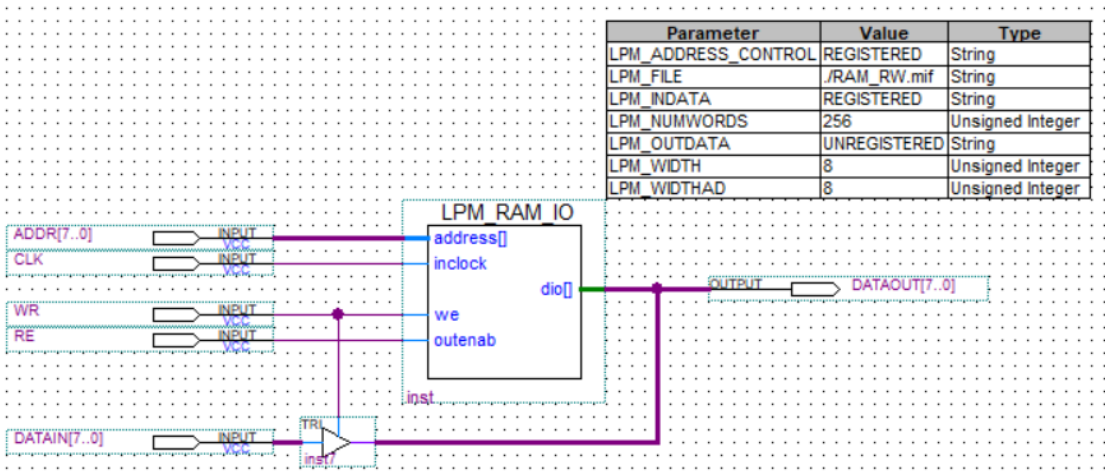 Parameter Value Type
LPM_ADDRESS_CONTROL REGISTERED String
LPM_FILE ./RAM_RW.mif String
LPM_INDATA REGISTERED String
LPM_NUMWORDS 256 Unsigned Integer
LPM_OUTDATA UNREGISTERED String
LPM_WIDTH 8 Unsigned Integer
LPM_WIDTHAD 8 Unsigned Integer
LPM_RAM_IO
ADDR[7..0] INPUT VCC address[]
CLK INPUT VCC inclock
dio[] OUTPUT DATAOUT[7..0]
WR INPUT VCC we
RE INPUT VCC outenab
inst
TRI
DATAIN[7..0] INPUT VCC
inst7